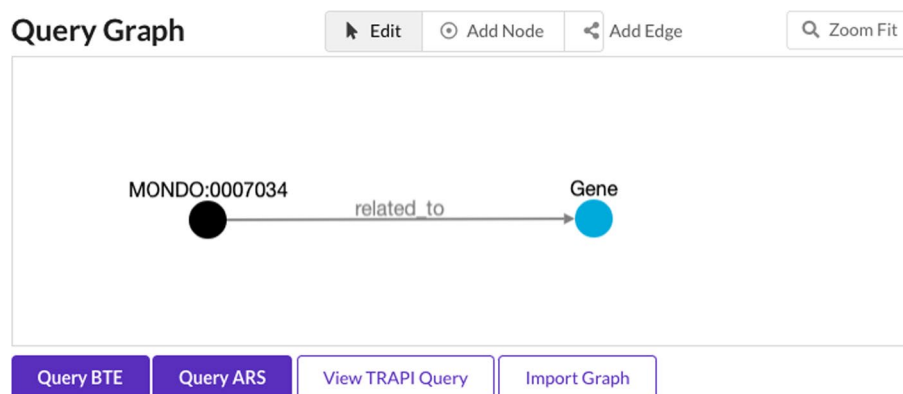 Query Graph
Edit
Add Node
Add Edge
Zoom Fit
MONDO:0007034
related_to
Gene
Query BTE
Query ARS
View TRAPI Query
Import Graph